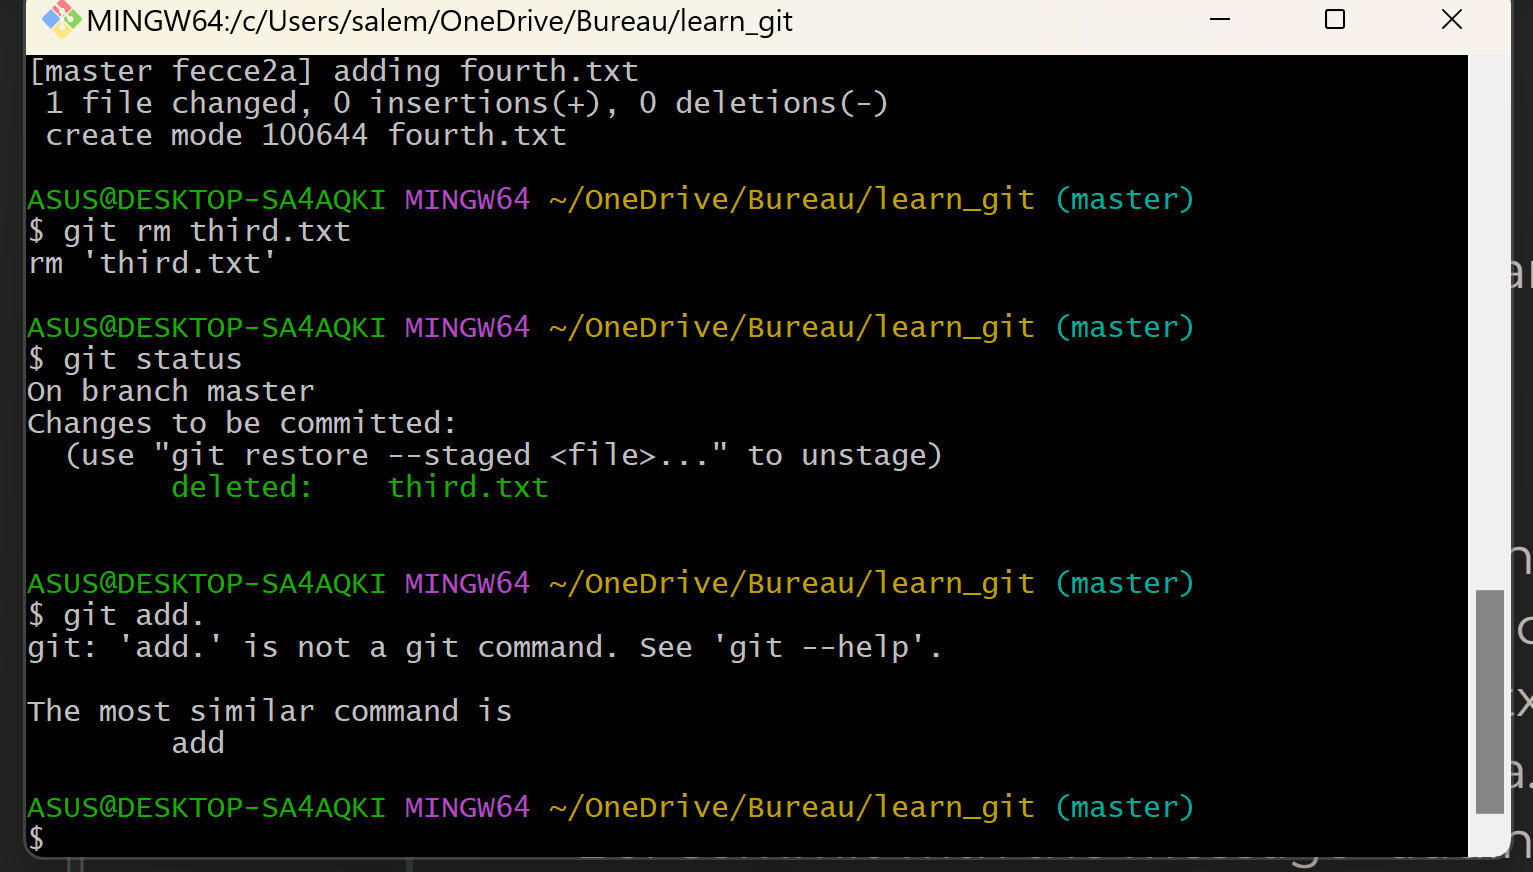 MINGW64:/c/Users/salem/OneDrive/Bureau/learn_git
[master fecce2a] adding fourth.txt
 1 file changed, 0 insertions(+), 0 deletions(-)
 create mode 100644 fourth.txt

ASUS@DESKTOP-SA4AQKI MINGW64 ~/OneDrive/Bureau/learn_git (master)
$ git rm third.txt
rm 'third.txt'

ASUS@DESKTOP-SA4AQKI MINGW64 ~/OneDrive/Bureau/learn_git (master)
$ git status
On branch master
Changes to be committed:
  (use "git restore --staged <file>..." to unstage)
        deleted:    third.txt


ASUS@DESKTOP-SA4AQKI MINGW64 ~/OneDrive/Bureau/learn_git (master)
$ git add.
git: 'add.' is not a git command. See 'git --help'.

The most similar command is
        add

ASUS@DESKTOP-SA4AQKI MINGW64 ~/OneDrive/Bureau/learn_git (master)
$